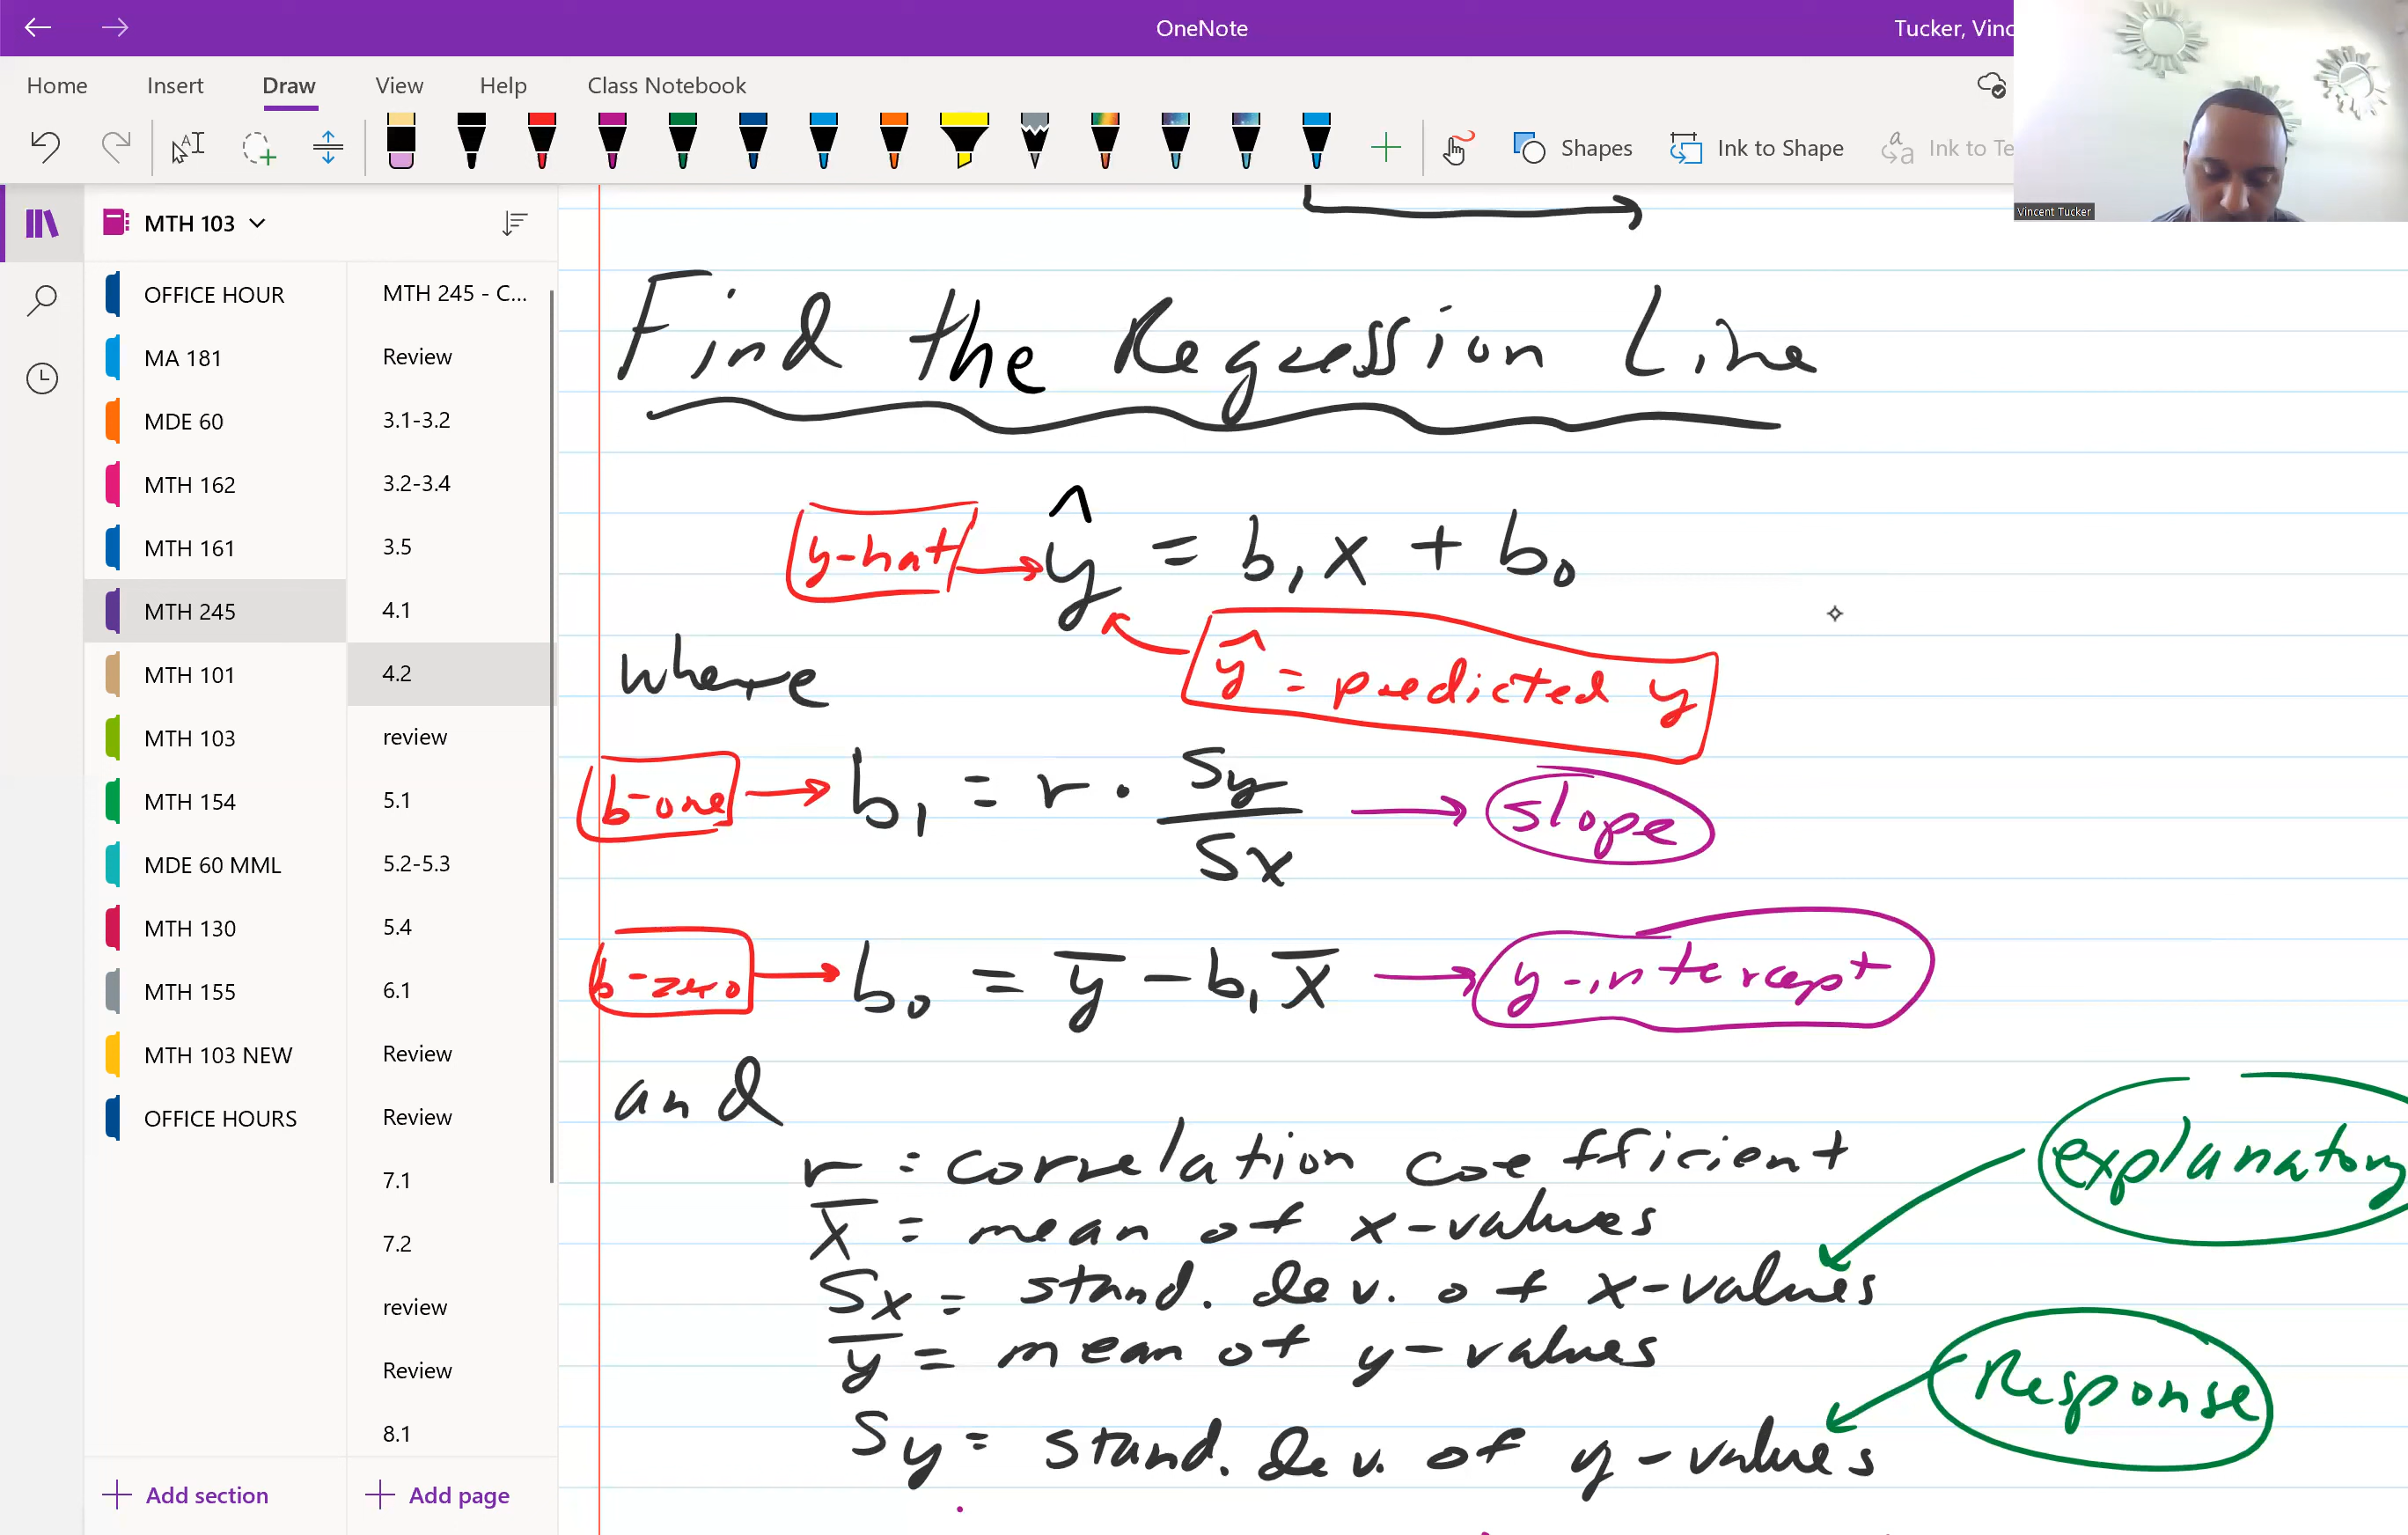 OneNote
Tucker, Vinc
Home Insert Draw View Help Class Notebook
Shapes Ink to Shape Ink to Te
Vincent Tucker
MTH 103
OFFICE HOUR
MA 181
MDE 60
MTH 162
MTH 161
MTH 245
MTH 101
MTH 103
MTH 154
MDE 60 MML
MTH 130
MTH 155
MTH 103 NEW
OFFICE HOURS
Add section
MTH 245 - C...
Review
3.1-3.2
3.2-3.4
3.5
4.1
4.2
review
5.1
5.2-5.3
5.4
6.1
Review
Review
7.1
7.2
review
Review
8.1
Add page
Find the Regression Line
y-hat → ŷ = b₁x + b₀
ŷ = predicted y
where
b-one → b₁ = r · Sy/Sx → slope
b-zero → b₀ = y̅ - b₁x̅ → y-intercept
and
r = correlation coefficient
x̅ = mean of x-values
explanatory
Sx = stand. dev. of x-values
y̅ = mean of y-values
Response
Sy = stand. dev. of y-values